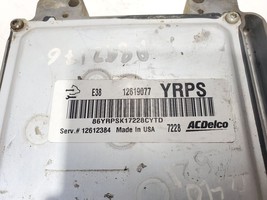 E38 12619077 YRPS
86YRPSK17228CYTD
Serv.# 12612384 Made In USA 7228 ACDelco